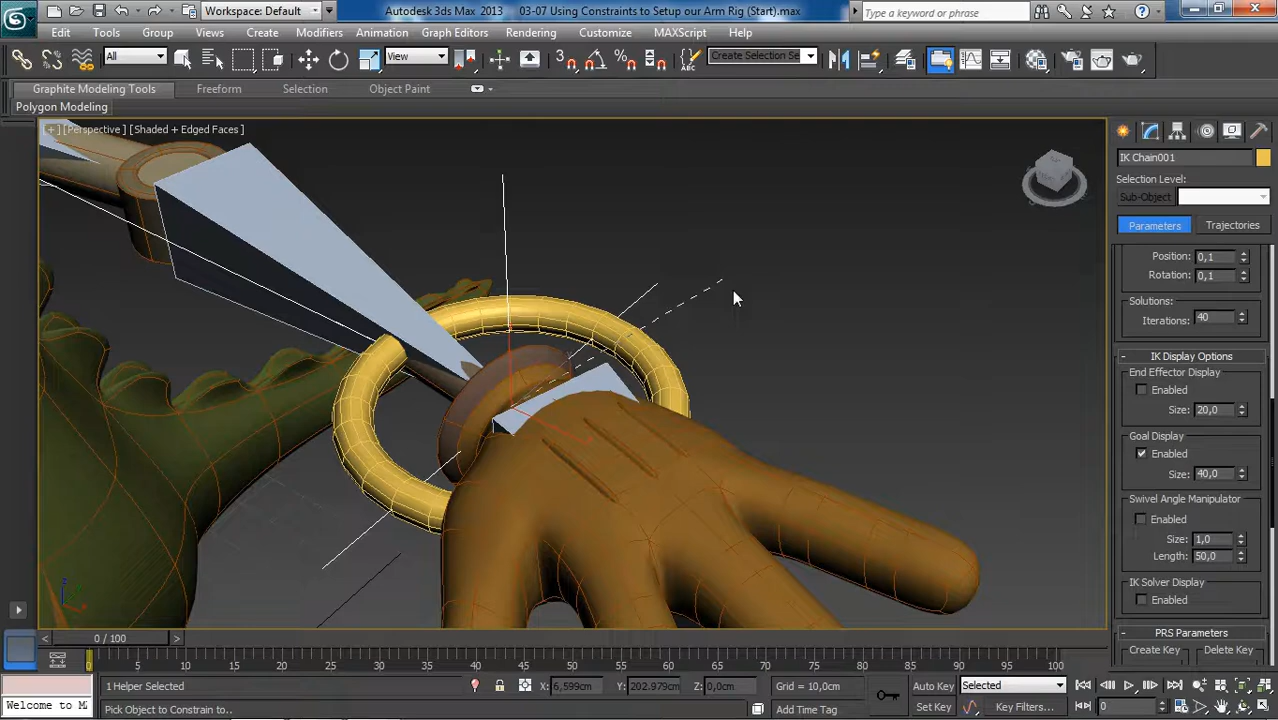 Workspace: Default
Autodesk 3ds Max 2013 03-07 Using Constraints to Setup our Arm Rig (Start).max
Type a keyword or phrase
Edit Tools Group Views Create Modifiers Animation Graph Editors Rendering Customize MAXScript Help
All View Create Selection Se
Graphite Modeling Tools Freeform Selection Object Paint
Polygon Modeling
[+] [Perspective] [Shaded + Edged Faces]
IK Chain001
Selection Level:
Sub-Object
Parameters Trajectories
Position: 0,1
Rotation: 0,1
Solutions:
Iterations: 40
- IK Display Options
End Effector Display
Enabled
Size: 20,0
Goal Display
Enabled
Size: 40,0
Swivel Angle Manipulator
Enabled
Size: 1,0
Length: 50,0
IK Solver Display
Enabled
- PRS Parameters
Create Key Delete Key
< 0 / 100 >
0 5 10 15 20 25 30 35 40 45 50 55 60 65 70 75 80 85 90 95 100
1 Helper Selected X: 6,599cm Y: 202,979cm Z: 0,0cm Grid = 10,0cm Auto Key Selected
Welcome to M Pick Object to Constrain to.. Add Time Tag Set Key Key Filters... 0